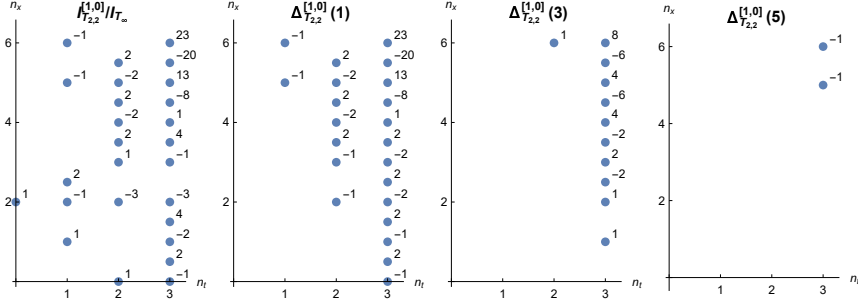 n_x I^{[1,0]}_{T_{2,2}}/I_{T_∞}
6 -1 23
2 -20
-1 -2 13
2 -8
4 -2 1
2 4
1 -1
2
2 1 -1 -3 -3
4
1 -2
2
1 -1
1 2 3 n_t
n_x Δ^{[1,0]}_{T_{2,2}} (1)
6 -1 23
2 -20
-1 -2 13
2 -8
4 -2 1
2 2
-1 -2
2
2 -1 -2
2
-1
2
-1
1 2 3 n_t
n_x Δ^{[1,0]}_{T_{2,2}} (3)
6 1 8
-6
4
-6
4 4
-2
2
-2
2 1
1
1 2 3 n_t
n_x Δ^{[1,0]}_{T_{2,2}} (5)
6 -1
-1
4
2
1 2 3 n_t